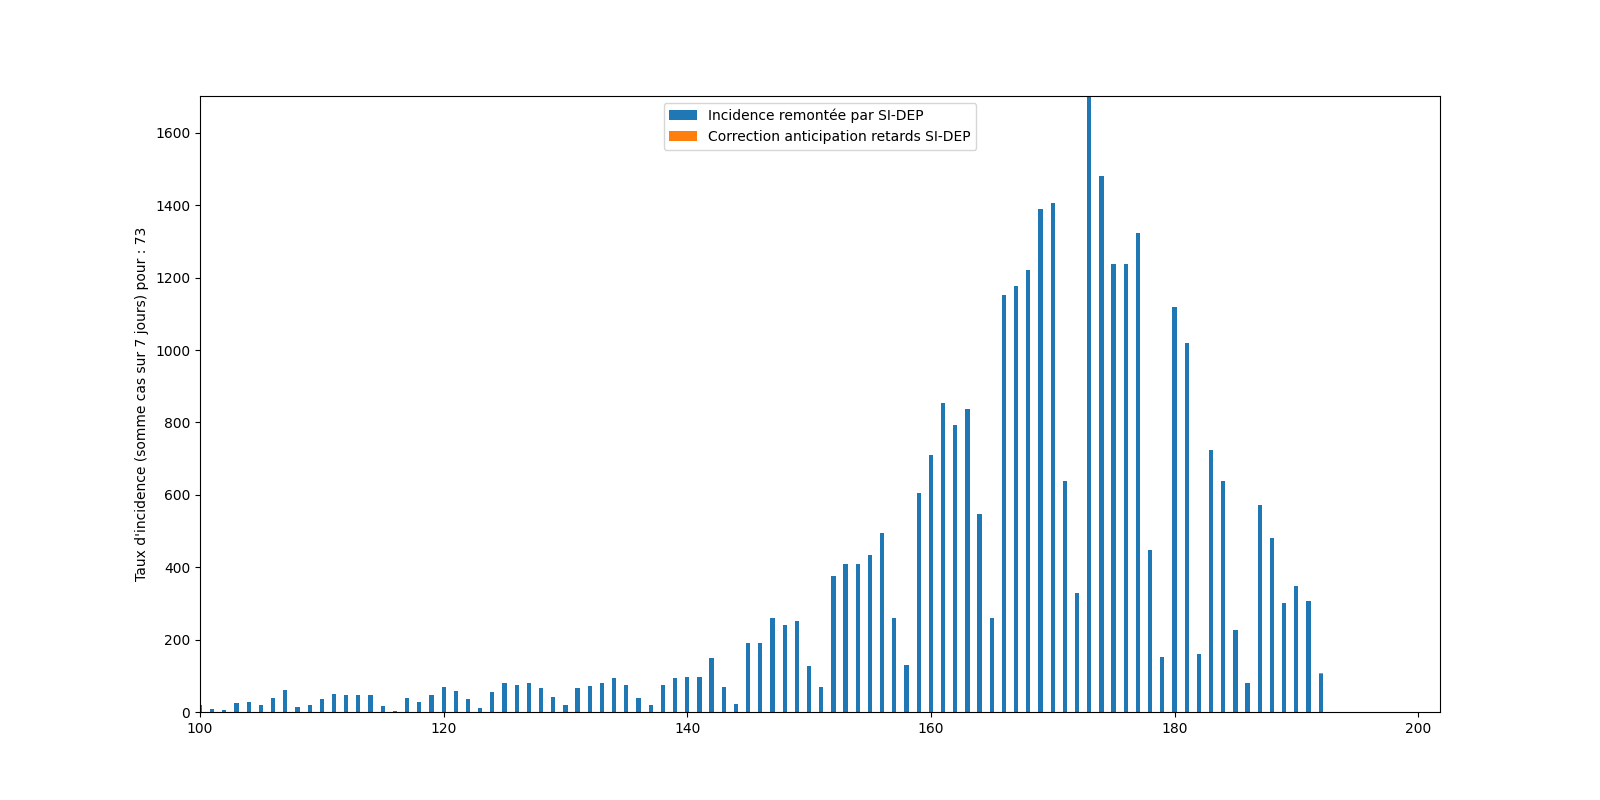 Incidence remontée par SI-DEP
Correction anticipation retards SI-DEP
Taux d'incidence (somme cas sur 7 jours) pour : 73
1600
1400
1200
1000
800
600
400
200
0
100 120 140 160 180 200